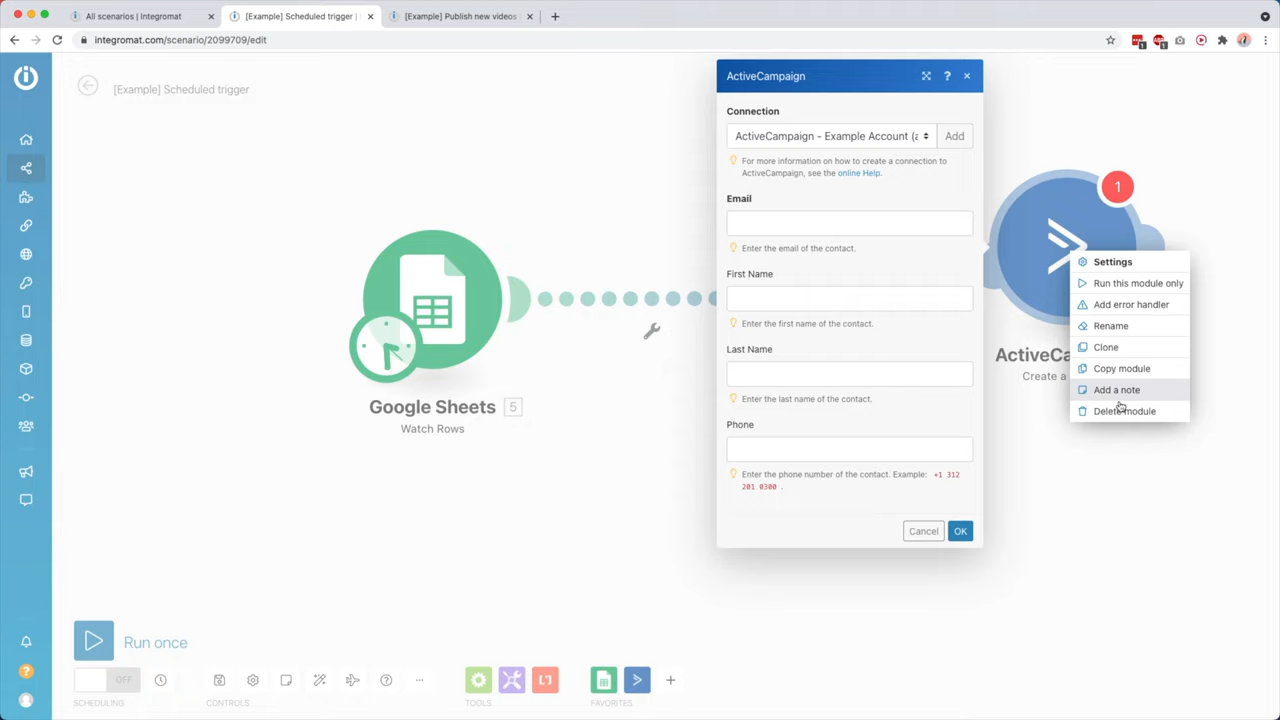 All scenarios | Integromat
[Example] Scheduled trigger |
[Example] Publish new videos
integromat.com/scenario/2099709/edit
1
1
[Example] Scheduled trigger
ActiveCampaign
?
Connection
ActiveCampaign - Example Account (
Add
For more information on how to create a connection to
ActiveCampaign, see the online Help.
Email
Enter the email of the contact.
First Name
Enter the first name of the contact.
Last Name
Enter the last name of the contact.
Phone
Enter the phone number of the contact. Example: +1 312
201 0300 .
Cancel
OK
Google Sheets 5
Watch Rows
1
ActiveCa
Create a
Settings
Run this module only
Add error handler
Rename
Clone
Copy module
Add a note
Delete module
Run once
OFF
SCHEDULING
CONTROLS
TOOLS
FAVORITES